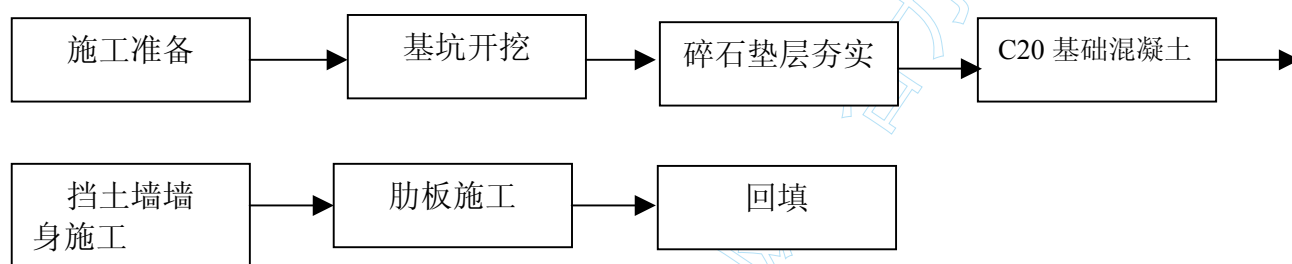 施工准备
基坑开挖
碎石垫层夯实
C20 基础混凝土
挡土墙墙
身施工
肋板施工
回填